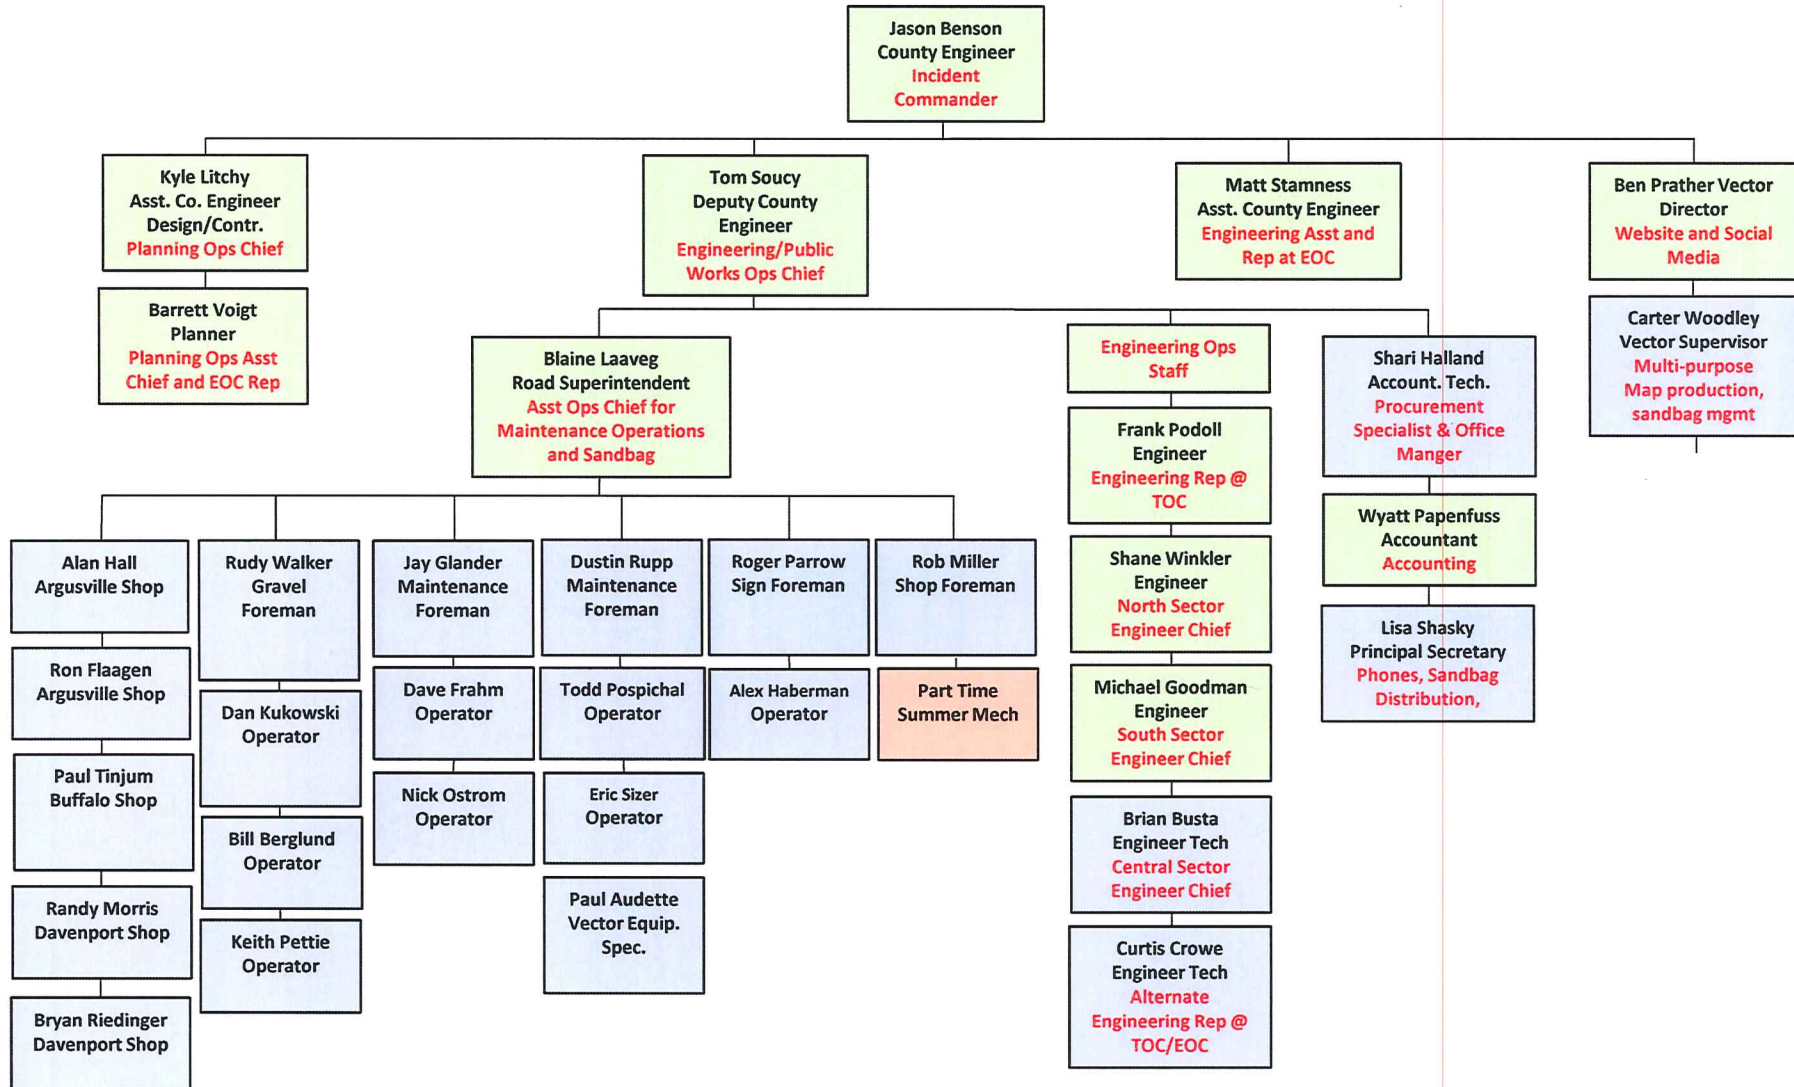 Jason Benson
County Engineer
Incident
Commander
Kyle Litchy
Asst. Co. Engineer
Design/Contr.
Planning Ops Chief
Barrett Voigt
Planner
Planning Ops Asst
Chief and EOC Rep
Tom Soucy
Deputy County
Engineer
Engineering/Public
Works Ops Chief
Matt Stamness
Asst. County Engineer
Engineering Asst and
Rep at EOC
Ben Prather Vector
Director
Website and Social
Media
Carter Woodley
Vector Supervisor
Multi-purpose
Map production,
sandbag mgmt
Blaine Laaveg
Road Superintendent
Asst Ops Chief for
Maintenance Operations
and Sandbag
Engineering Ops
Staff
Frank Podoll
Engineer
Engineering Rep @
TOC
Shane Winkler
Engineer
North Sector
Engineer Chief
Michael Goodman
Engineer
South Sector
Engineer Chief
Brian Busta
Engineer Tech
Central Sector
Engineer Chief
Curtis Crowe
Engineer Tech
Alternate
Engineering Rep @
TOC/EOC
Shari Halland
Account. Tech.
Procurement
Specialist & Office
Manger
Wyatt Papenfuss
Accountant
Accounting
Lisa Shasky
Principal Secretary
Phones, Sandbag
Distribution,
Alan Hall
Argusville Shop
Ron Flaagen
Argusville Shop
Paul Tinjum
Buffalo Shop
Randy Morris
Davenport Shop
Bryan Riedinger
Davenport Shop
Rudy Walker
Gravel
Foreman
Dan Kukowski
Operator
Bill Berglund
Operator
Keith Pettie
Operator
Jay Glander
Maintenance
Foreman
Dave Frahm
Operator
Nick Ostrom
Operator
Dustin Rupp
Maintenance
Foreman
Todd Pospichal
Operator
Eric Sizer
Operator
Paul Audette
Vector Equip.
Spec.
Roger Parrow
Sign Foreman
Alex Haberman
Operator
Rob Miller
Shop Foreman
Part Time
Summer Mech